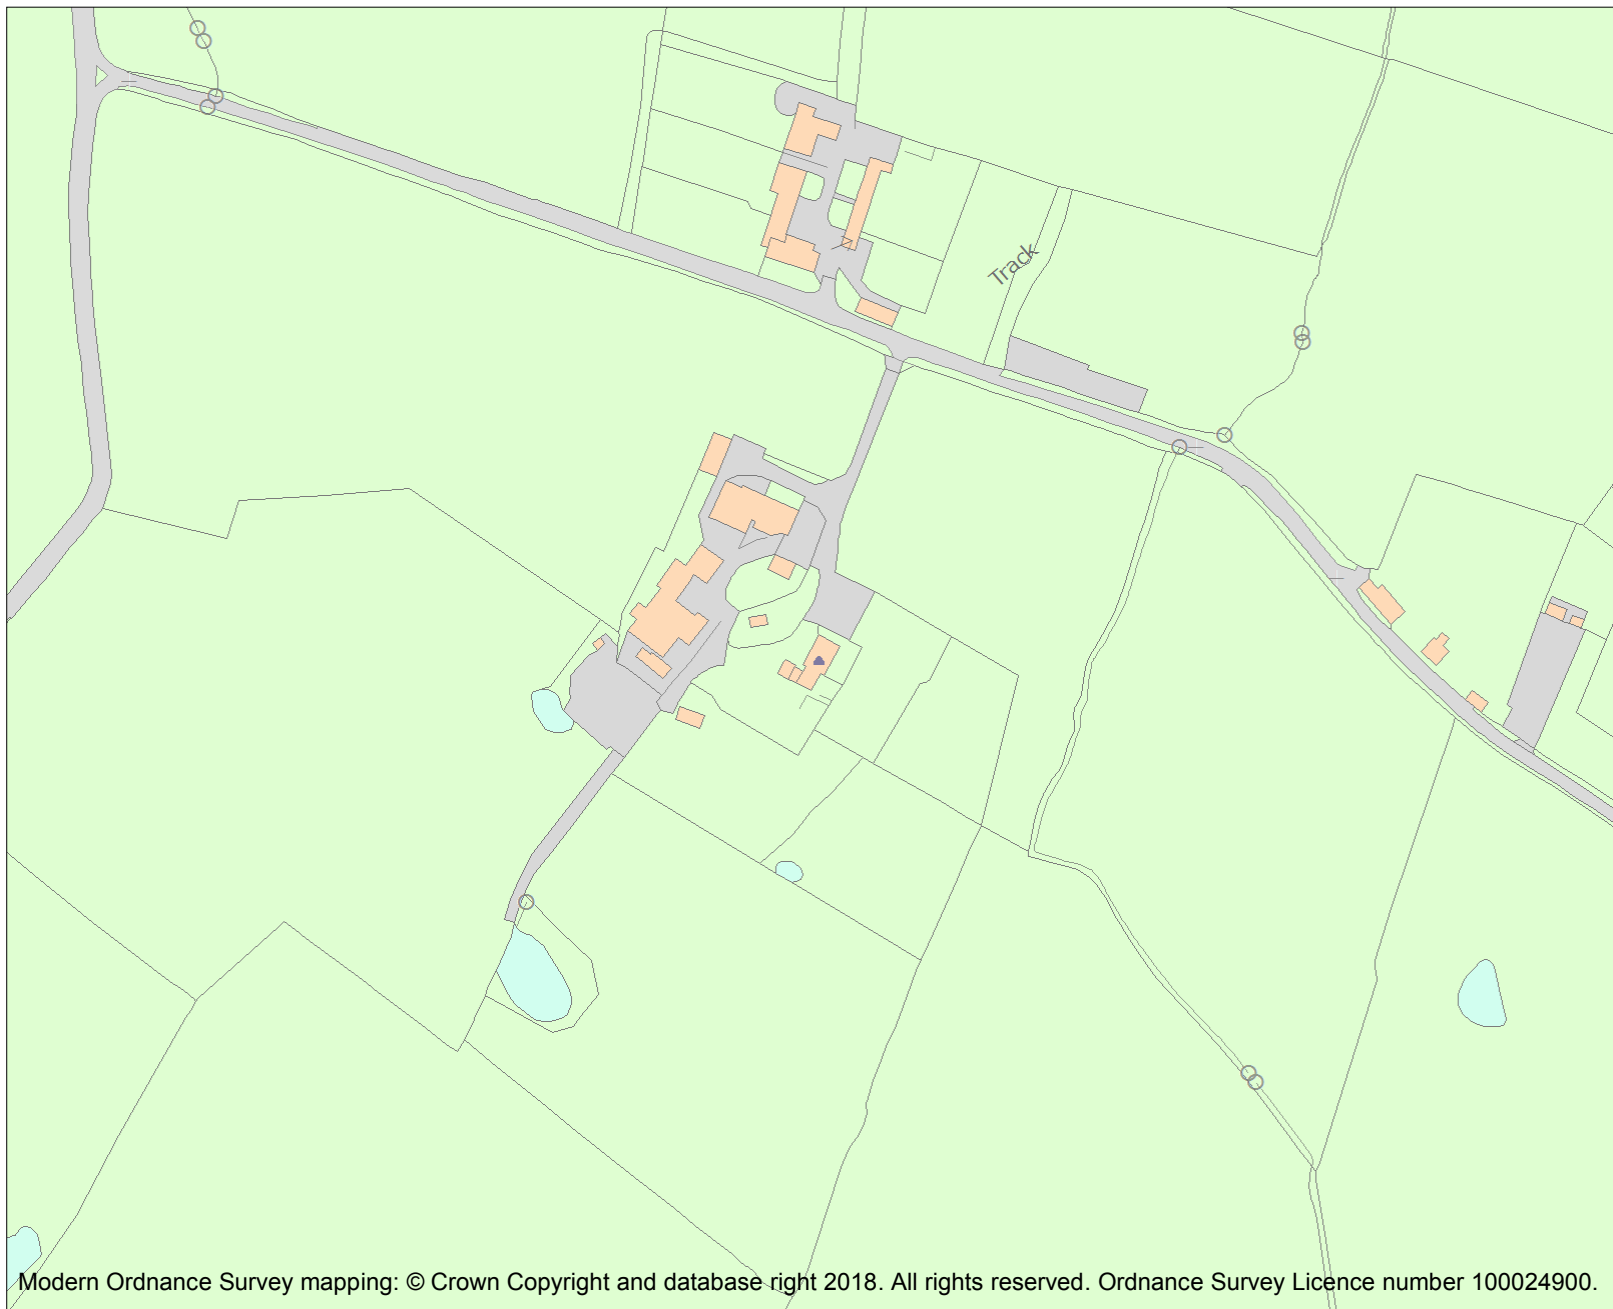 Track
Modern Ordnance Survey mapping: © Crown Copyright and database right 2018. All rights reserved. Ordnance Survey Licence number 100024900.